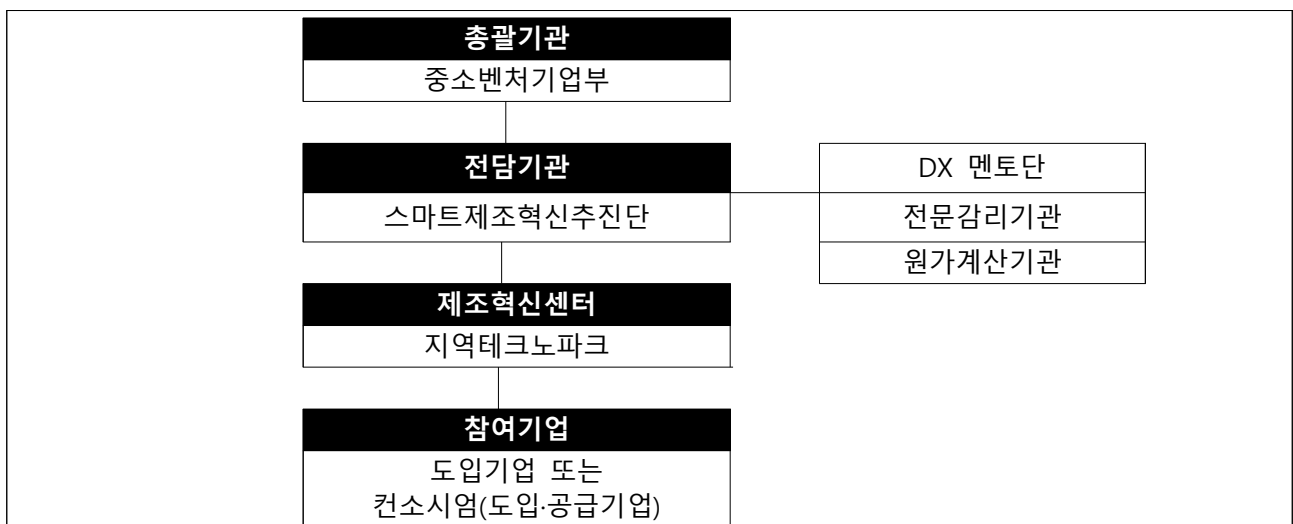 총괄기관
중소벤처기업부
전담기관
스마트제조혁신추진단
DX 멘토단
전문감리기관
원가계산기관
제조혁신센터
지역테크노파크
참여기업
도입기업 또는
컨소시엄(도입·공급기업)